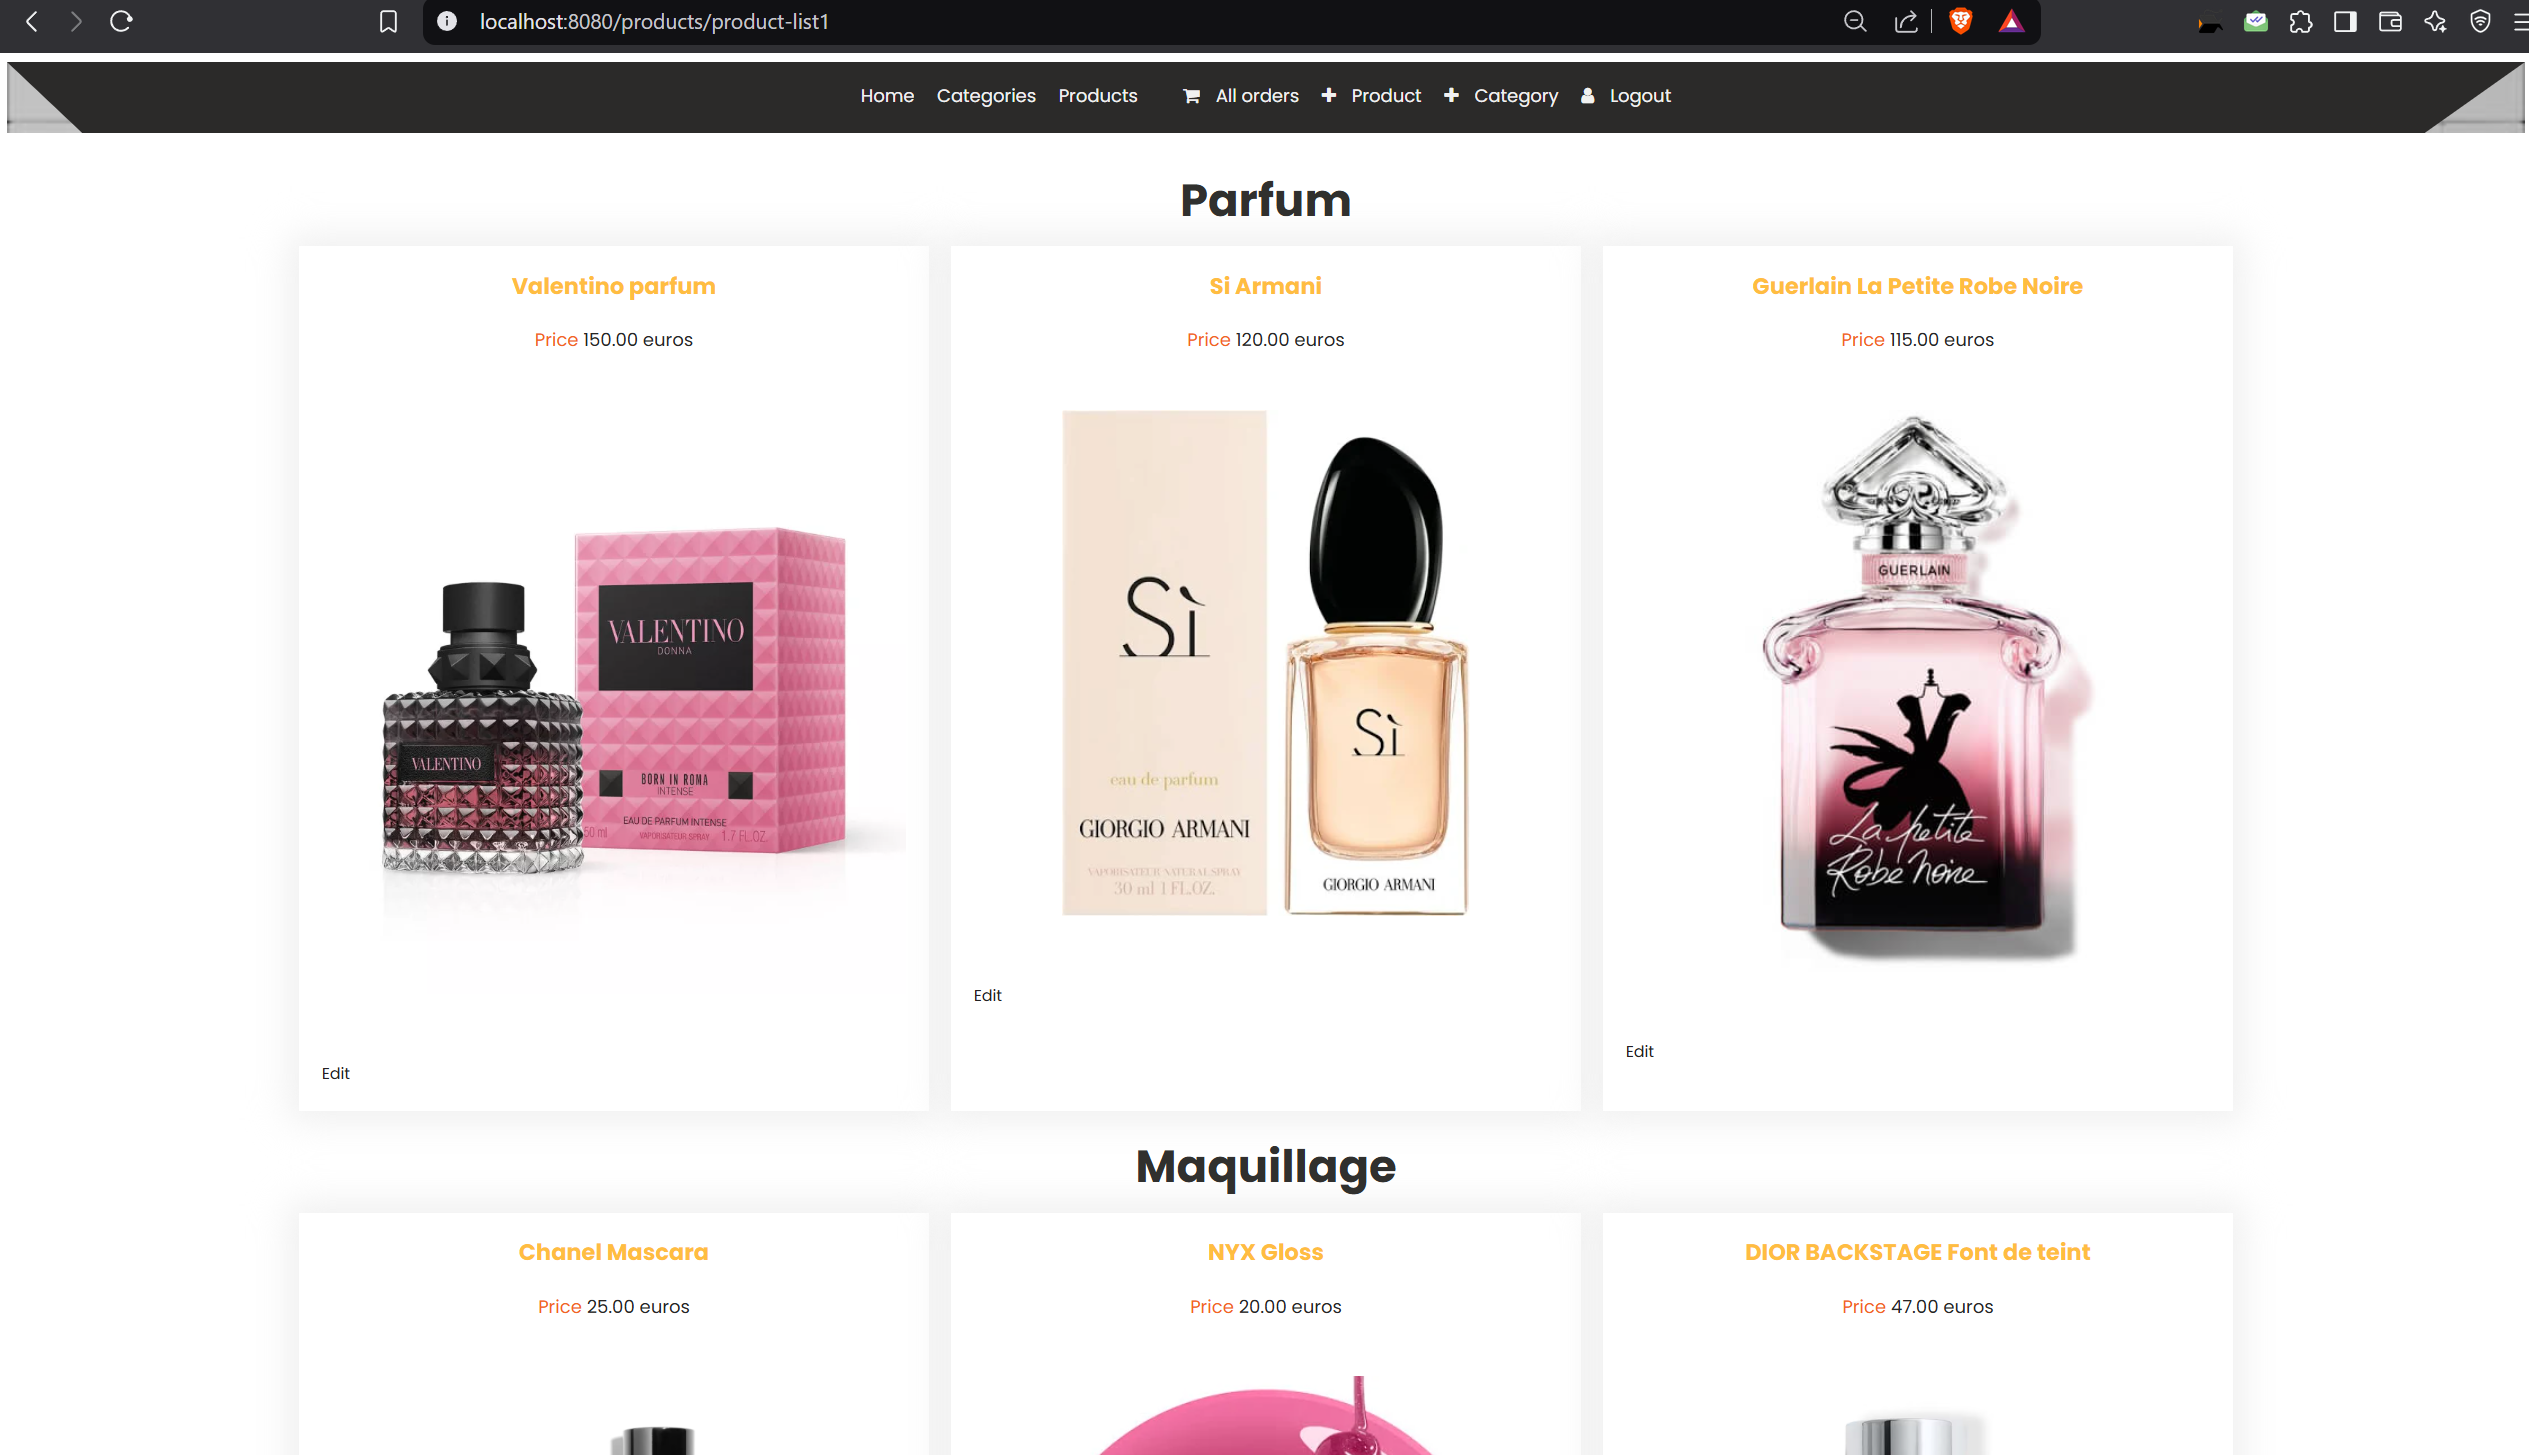 localhost:8080/products/product-list1
Home Categories Products All orders Product Category Logout
Parfum
Valentino parfum
Price 150.00 euros
VALENTINO
DONNA
VALENTINO
BORN IN ROMA
INTENSE
EAU DE PARFUM INTENSE
50 ml VAPORISATEUR SPRAY 1.7 FL.OZ.
Edit
Si Armani
Price 120.00 euros
Sì
eau de parfum
GIORGIO ARMANI
VAPORISATEUR NATURAL SPRAY
30 ml 1 FL.OZ.
Sì
GIORGIO ARMANI
Edit
Guerlain La Petite Robe Noire
Price 115.00 euros
GUERLAIN
La petite
Robe Noire
Edit
Maquillage
Chanel Mascara
Price 25.00 euros
NYX Gloss
Price 20.00 euros
DIOR BACKSTAGE Font de teint
Price 47.00 euros